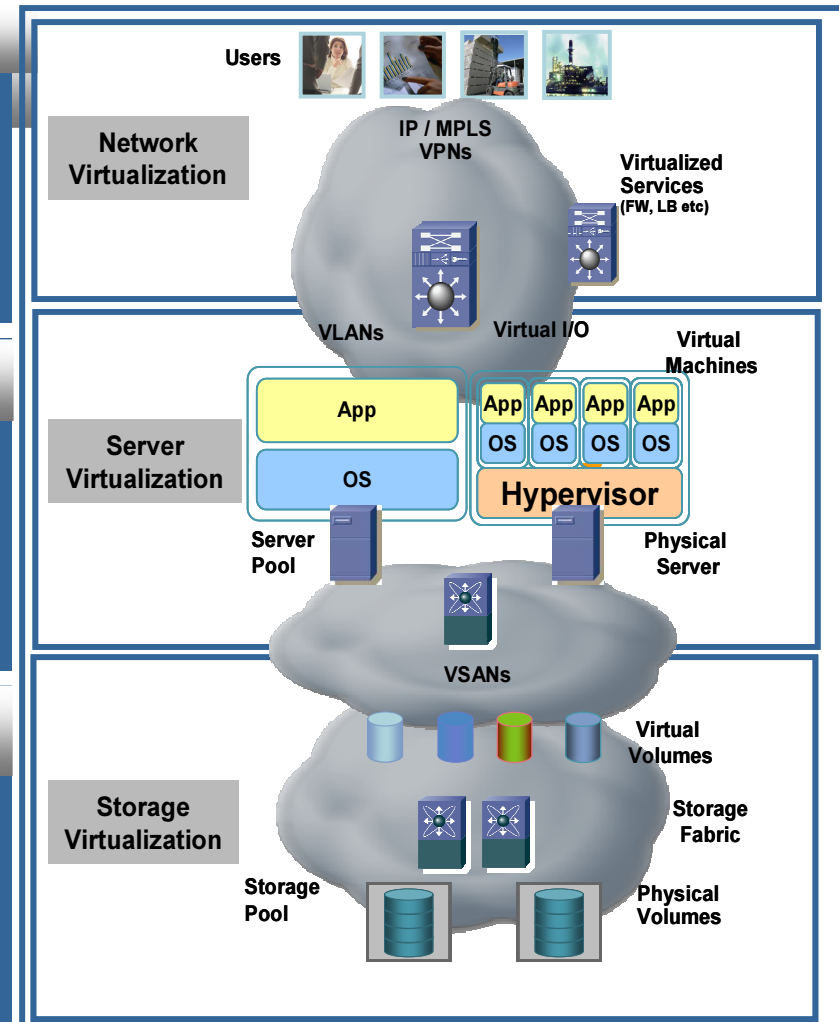 Users
IP / MPLS
VPNs
Network
Virtualization
Virtualized
Services
(FW, LB etc)
VLANs
Virtual I/O
Virtual
Machines
App
App
App
App
App
OS
OS
OS
OS
Server
Virtualization
OS
Hypervisor
Server
Pool
Physical
Server
VSANs
Virtual
Volumes
Storage
Virtualization
Storage
Fabric
Storage
Pool
Physical
Volumes